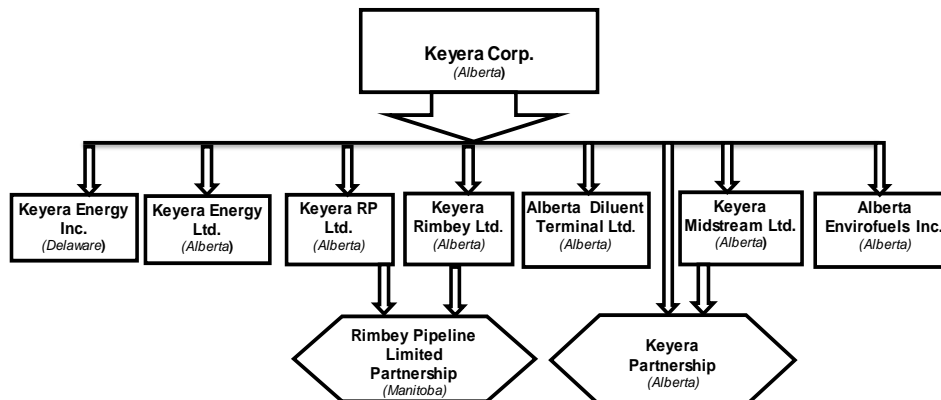 Keyera Corp.
(Alberta)
Keyera Energy
Inc.
(Delaware)
Keyera Energy
Ltd.
(Alberta)
Keyera RP
Ltd.
(Alberta)
Keyera
Rimbey Ltd.
(Alberta)
Alberta Diluent
Terminal Ltd.
(Alberta)
Keyera
Midstream Ltd.
(Alberta)
Alberta
Envirofuels Inc.
(Alberta)
Rimbey Pipeline
Limited
Partnership
(Manitoba)
Keyera
Partnership
(Alberta)